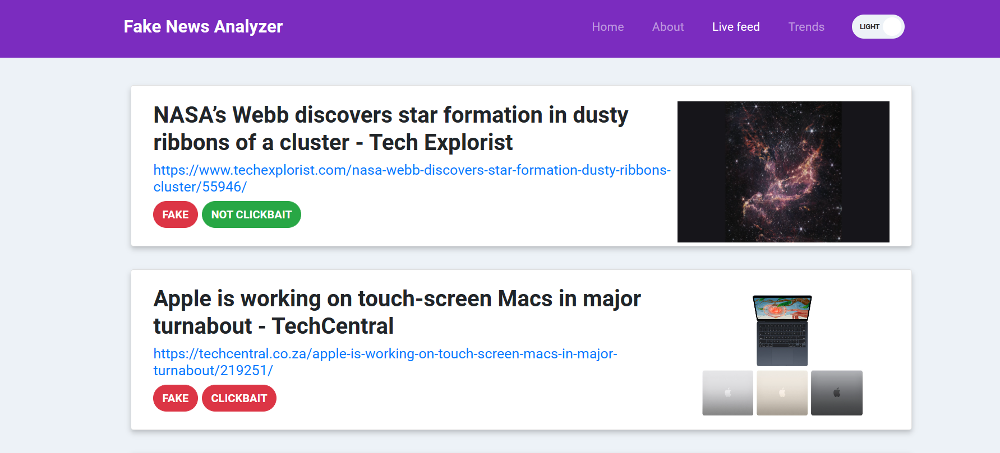 Fake News Analyzer
Home
About
Live feed
Trends
LIGHT
NASA’s Webb discovers star formation in dusty
ribbons of a cluster - Tech Explorist
https://www.techexplorist.com/nasa-webb-discovers-star-formation-dusty-ribbons-
cluster/55946/
FAKE
NOT CLICKBAIT
Apple is working on touch-screen Macs in major
turnabout - TechCentral
https://techcentral.co.za/apple-is-working-on-touch-screen-macs-in-major-
turnabout/219251/
FAKE
CLICKBAIT